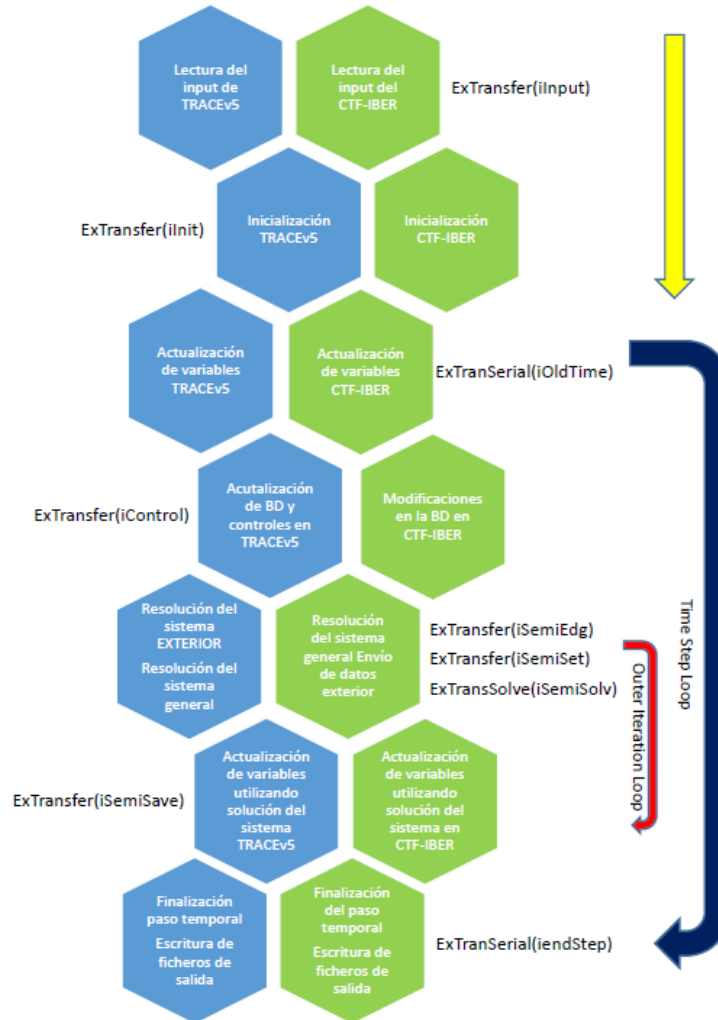 Lectura del
input de
TRACEv5
Lectura del
input del
CTF-IBER
ExTransfer(iInput)
ExTransfer(iInit)
Inicialización
TRACEv5
Inicialización
CTF-IBER
Actualización
de variables
TRACEv5
Actualización
de variables
CTF-IBER
ExTranSerial(iOldTime)
ExTransfer(iControl)
Acutalización
de BD y
controles en
TRACEv5
Modificaciones
en la BD en
CTF-IBER
Resolución del
sistema
EXTERIOR
Resolución del
sistema
general
Resolución
del sistema
general Envío
de datos
exterior
ExTransfer(iSemiEdg)
ExTransfer(iSemiSet)
ExTransSolve(iSemiSolv)
Outer Iteration Loop
Time Step Loop
ExTransfer(iSemiSave)
Actualización
de variables
utilizando
solución del
sistema
TRACEv5
Actualización
de variables
utilizando
solución del
sistema en
CTF-IBER
Finalización
paso temporal
Escritura de
ficheros de
salida
Finalización
del paso
temporal
Escritura de
ficheros de
salida
ExTranSerial(iendStep)